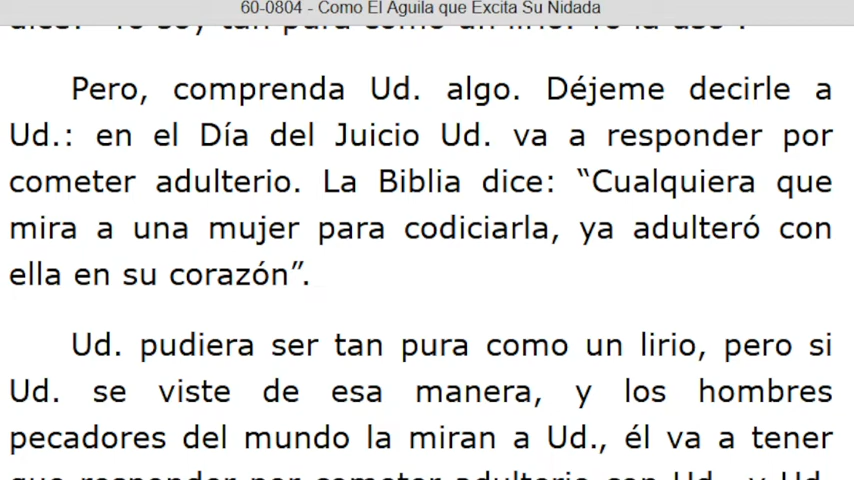 60-0804 - Como El Aguila que Excita Su Nidada
Pero, comprenda Ud. algo. Déjeme decirle a
Ud.: en el Día del Juicio Ud. va a responder por
cometer adulterio. La Biblia dice: “Cualquiera que
mira a una mujer para codiciarla, ya adulteró con
ella en su corazón”.
Ud. pudiera ser tan pura como un lirio, pero si
Ud. se viste de esa manera, y los hombres
pecadores del mundo la miran a Ud., él va a tener